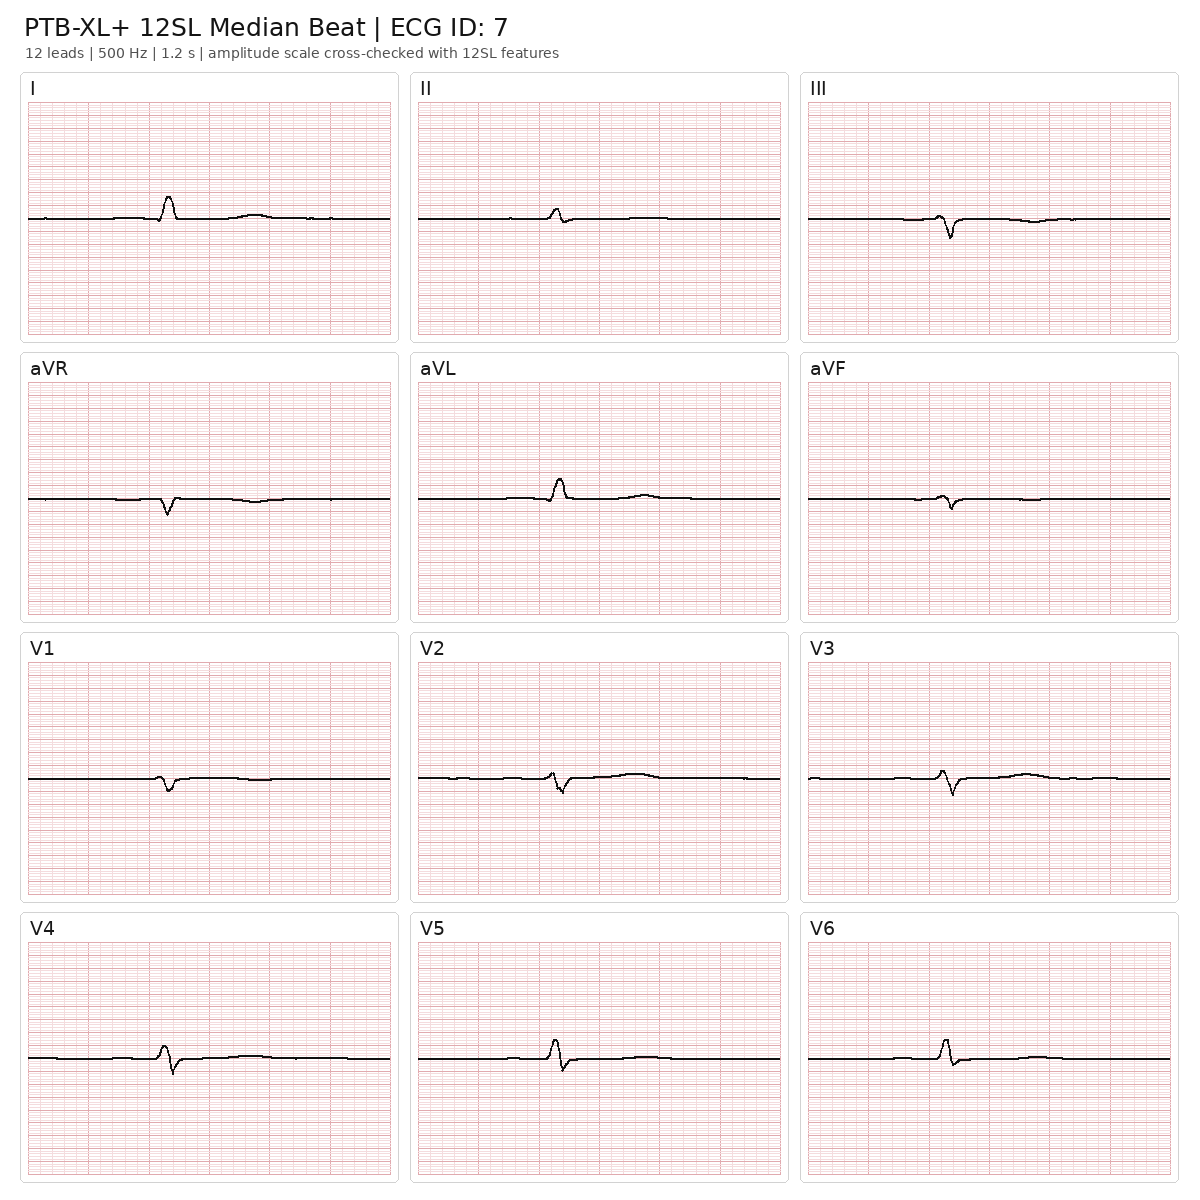 PTB-XL+ 12SL Median Beat | ECG ID: 7
12 leads | 500 Hz | 1.2 s | amplitude scale cross-checked with 12SL features
I
II
III
aVR
aVL
aVF
V1
V2
V3
V4
V5
V6